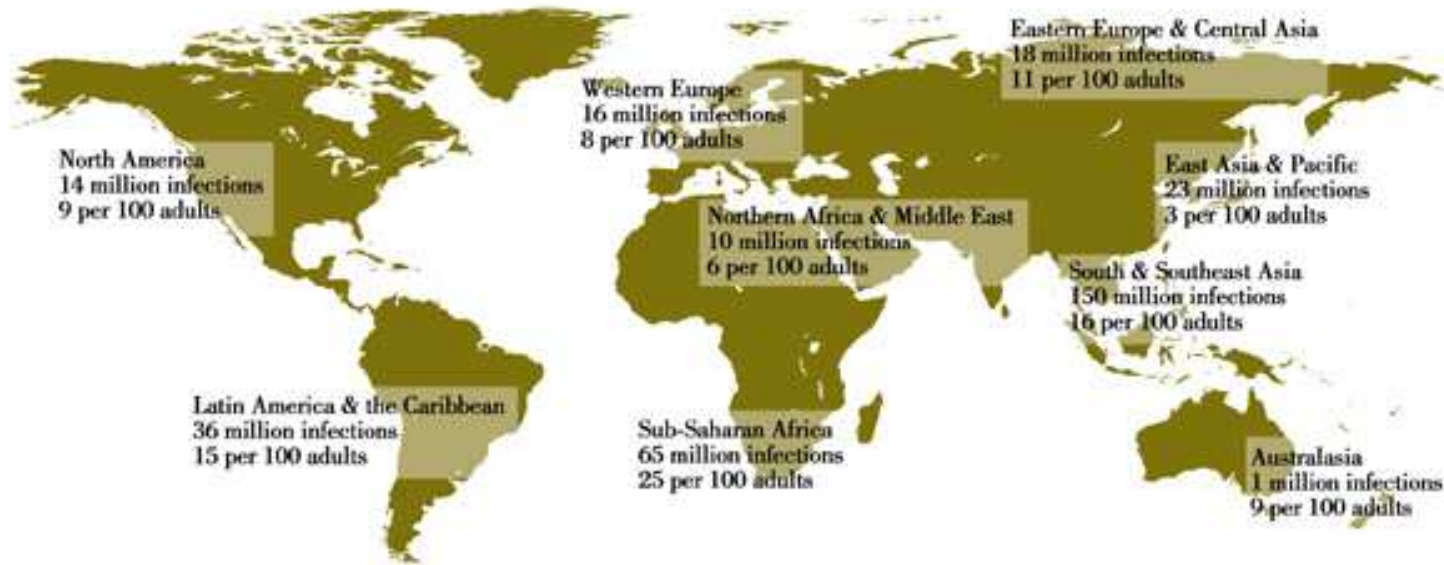 Eastern Europe & Central Asia
18 million infections
11 per 100 adults
Western Europe
16 million infections
8 per 100 adults
North America
14 million infections
9 per 100 adults
East Asia & Pacific
23 million infections
3 per 100 adults
Northern Africa & Middle East
10 million infections
6 per 100 adults
South & Southeast Asia
150 million infections
16 per 100 adults
Latin America & the Caribbean
36 million infections
15 per 100 adults
Sub-Saharan Africa
65 million infections
25 per 100 adults
Australasia
1 million infections
9 per 100 adults